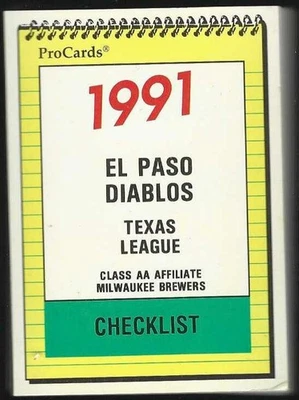 ProCards®
1991
EL PASO
DIABLOS
TEXAS
LEAGUE
CLASS AA AFFILIATE
MILWAUKEE BREWERS
CHECKLIST